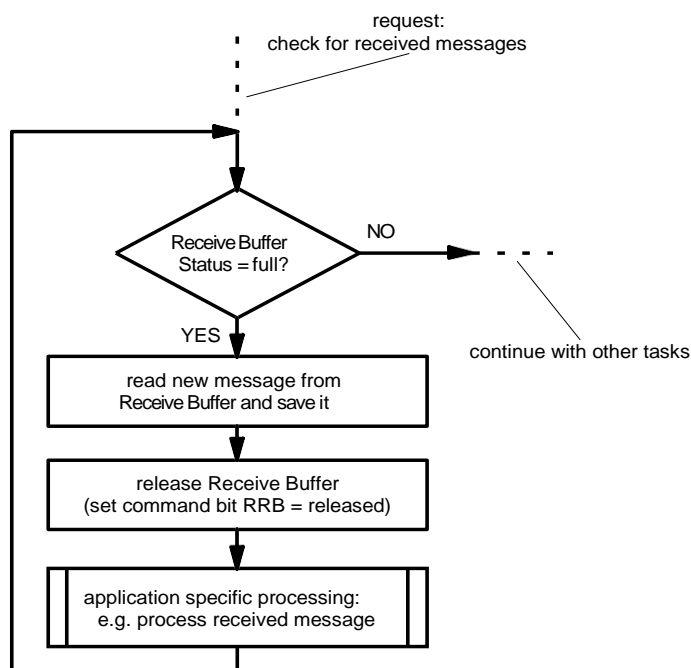 request:
check for received messages
Receive Buffer
Status = full?
NO
YES
continue with other tasks
read new message from
Receive Buffer and save it
release Receive Buffer
(set command bit RRB = released)
application specific processing:
e.g. process received message